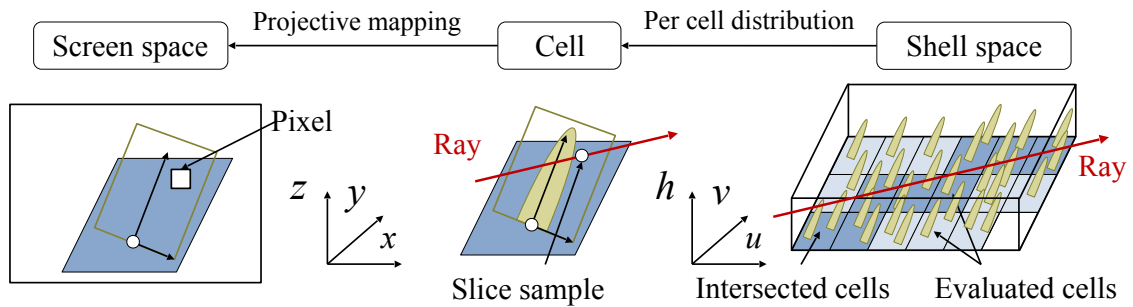 Projective mapping
Per cell distribution
Screen space
Cell
Shell space
Pixel
Ray
Ray
z
y
x
h
v
u
Slice sample
Intersected cells
Evaluated cells